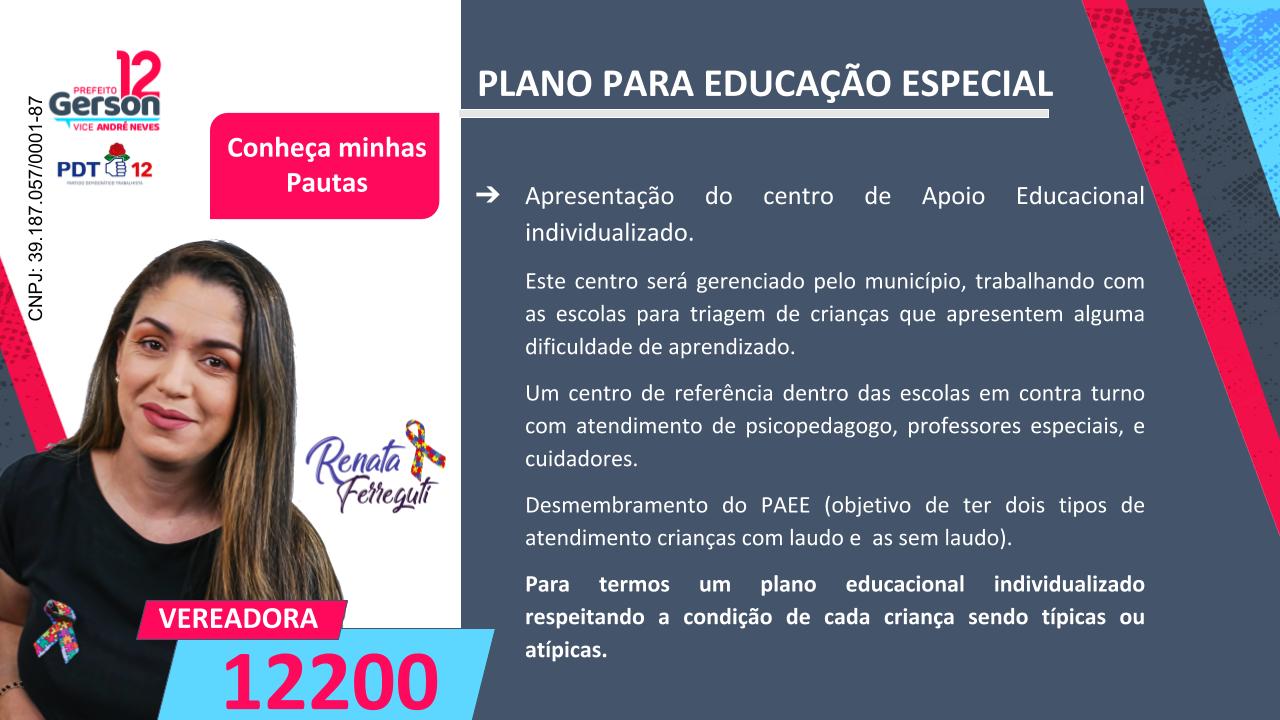 12
PREFEITO
Gerson
VICE ANDRÉ NEVES
PDT 12
PARTIDO DEMOCRÁTICO TRABALHISTA
CNPJ: 39.187.057/0001-87
Conheça minhas
Pautas
Renata
Ferreguti
VEREADORA
12200
PLANO PARA EDUCAÇÃO ESPECIAL
➔ Apresentação do centro de Apoio Educacional
individualizado.
Este centro será gerenciado pelo município, trabalhando com
as escolas para triagem de crianças que apresentem alguma
dificuldade de aprendizado.
Um centro de referência dentro das escolas em contra turno
com atendimento de psicopedagogo, professores especiais, e
cuidadores.
Desmembramento do PAEE (objetivo de ter dois tipos de
atendimento crianças com laudo e  as sem laudo).
Para termos um plano educacional individualizado
respeitando a condição de cada criança sendo típicas ou
atípicas.